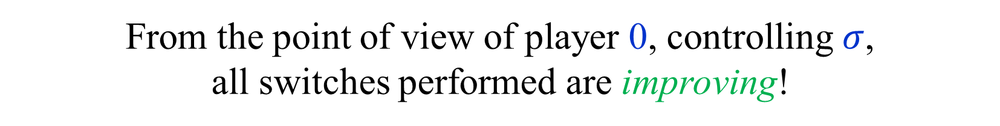 From the point of view of player 0, controlling σ,
all switches performed are improving!